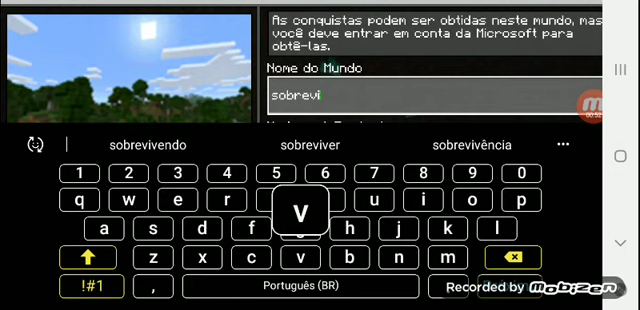 As conquistas podem ser obtidas neste mundo, mas
você deve entrar em conta da Microsoft para
obtê-las.
Nome do Mundo
sobrevi
00:52
sobrevivendo sobreviver sobrevivência
1 2 3 4 5 6 7 8 9 0
q w e r u i o p
a s d f h j k l
v
z x c v b n m
!#1 , Português (BR)
Recorded by MOBIZEN